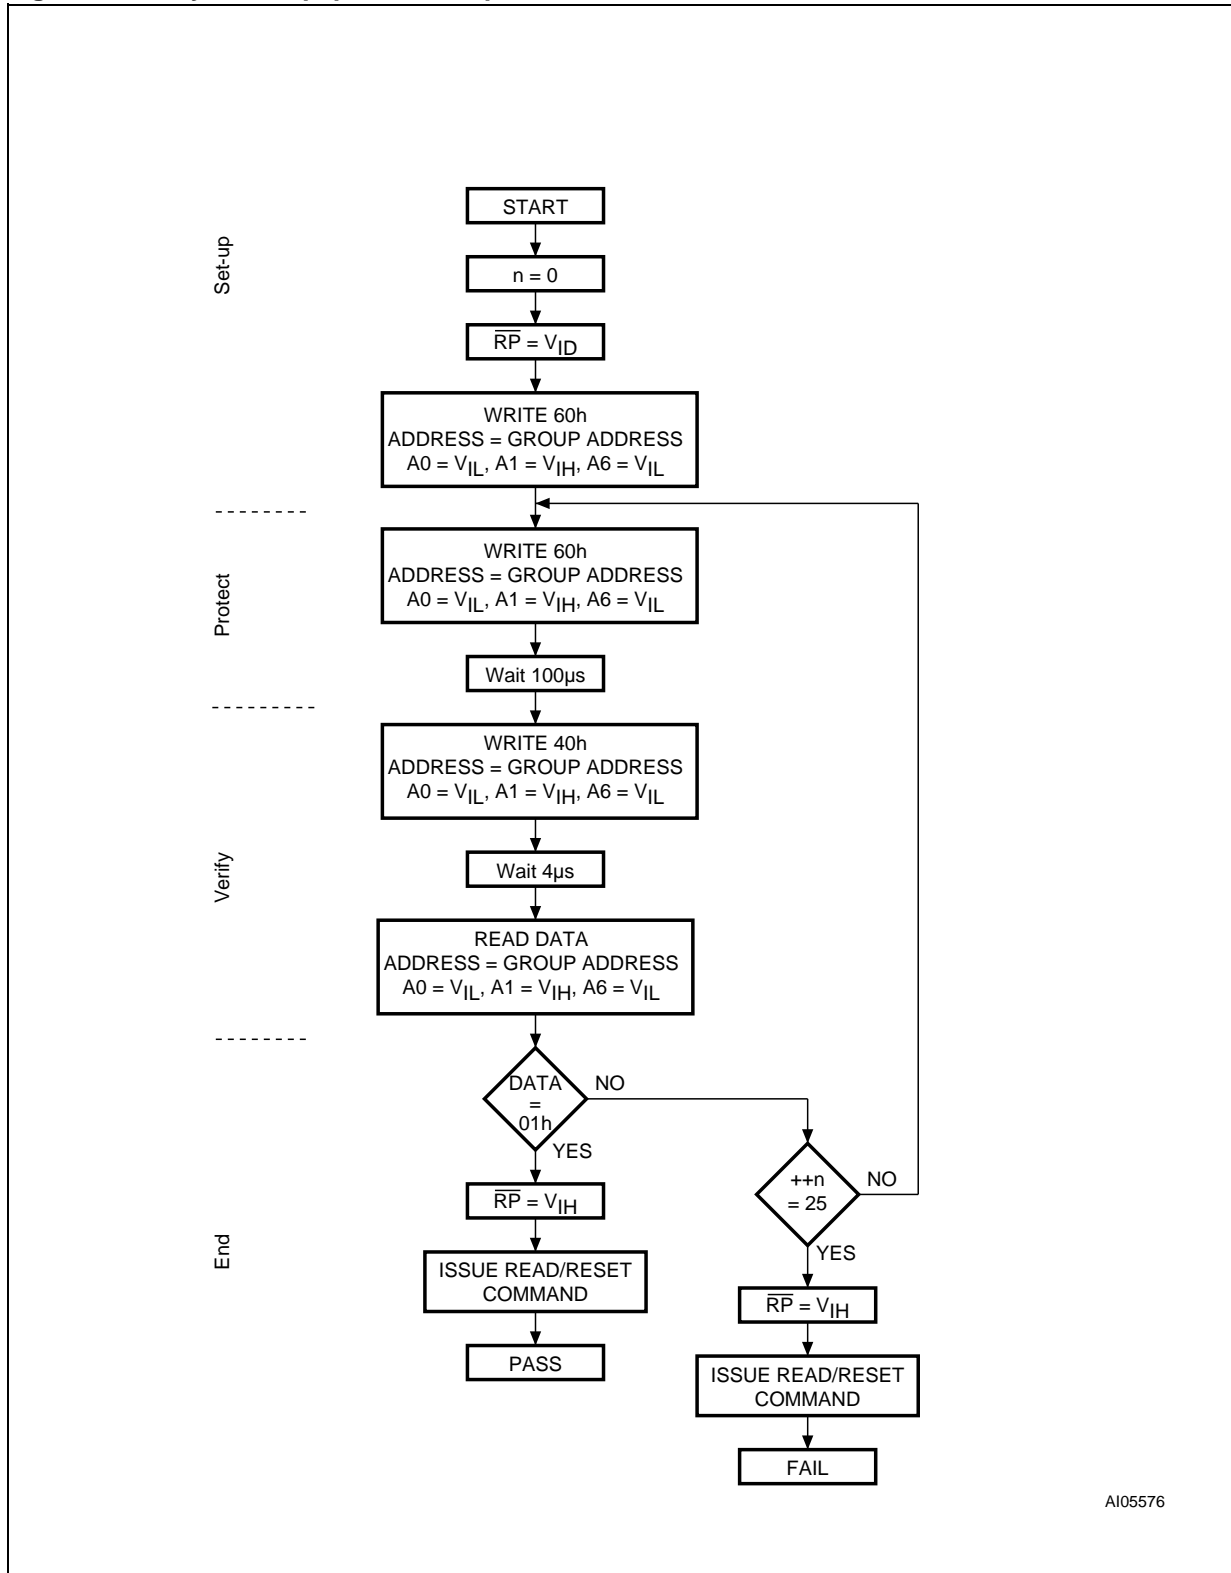 Set-up
START
n = 0
RP = VID
WRITE 60h
ADDRESS = GROUP ADDRESS
A0 = VIL, A1 = VIH, A6 = VIL
Protect
WRITE 60h
ADDRESS = GROUP ADDRESS
A0 = VIL, A1 = VIH, A6 = VIL
Wait 100µs
Verify
WRITE 40h
ADDRESS = GROUP ADDRESS
A0 = VIL, A1 = VIH, A6 = VIL
Wait 4µs
READ DATA
ADDRESS = GROUP ADDRESS
A0 = VIL, A1 = VIH, A6 = VIL
End
DATA
=
01h
NO
YES
RP = VIH
ISSUE READ/RESET
COMMAND
PASS
++n
= 25
NO
YES
RP = VIH
ISSUE READ/RESET
COMMAND
FAIL
AI05576